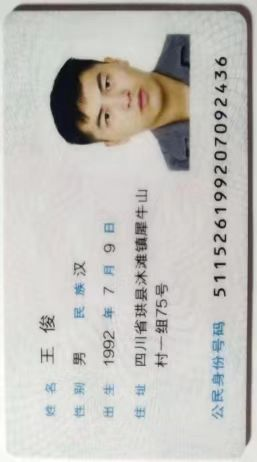 姓名 王俊
性别 男 民族 汉
出生 1992 年 7 月 9 日
住址 四川省珙县沐滩镇犀牛山
村一组75号
公民身份号码 511526199207092436